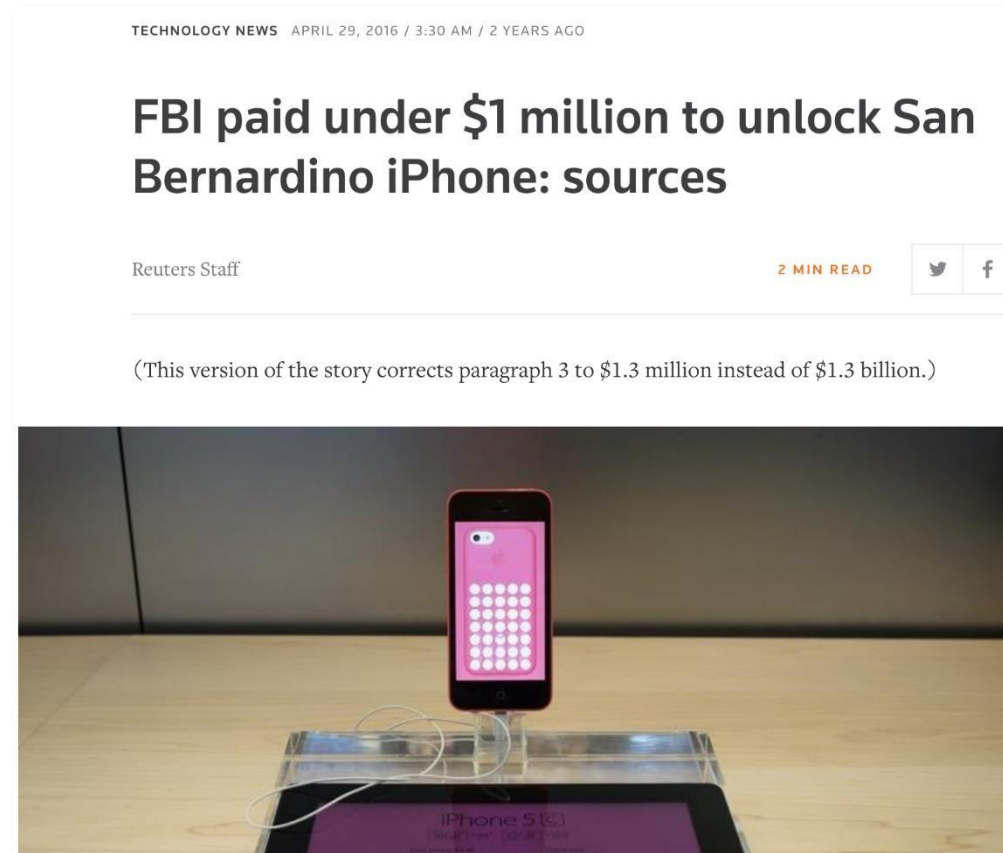 TECHNOLOGY NEWS APRIL 29, 2016 / 3:30 AM / 2 YEARS AGO
FBI paid under $1 million to unlock San
Bernardino iPhone: sources
Reuters Staff
2 MIN READ
(This version of the story corrects paragraph 3 to $1.3 million instead of $1.3 billion.)
iPhone 5c